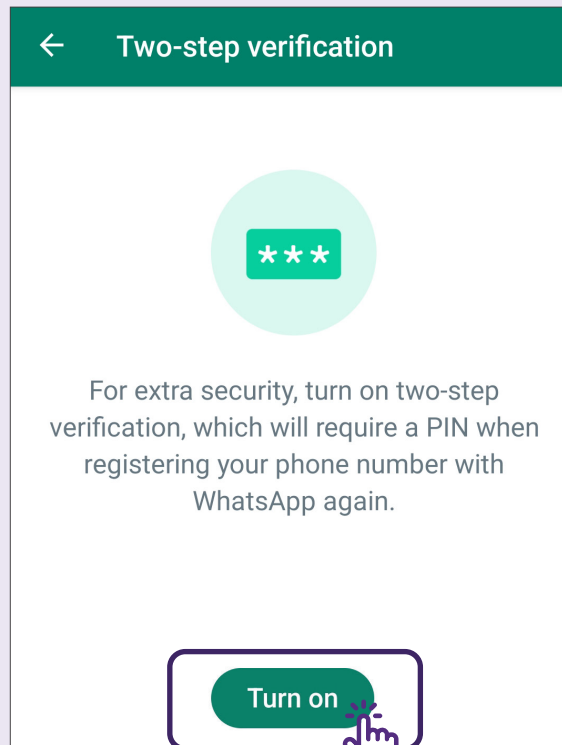 Two-step verification
***
For extra security, turn on two-step
verification, which will require a PIN when
registering your phone number with
WhatsApp again.
Turn on